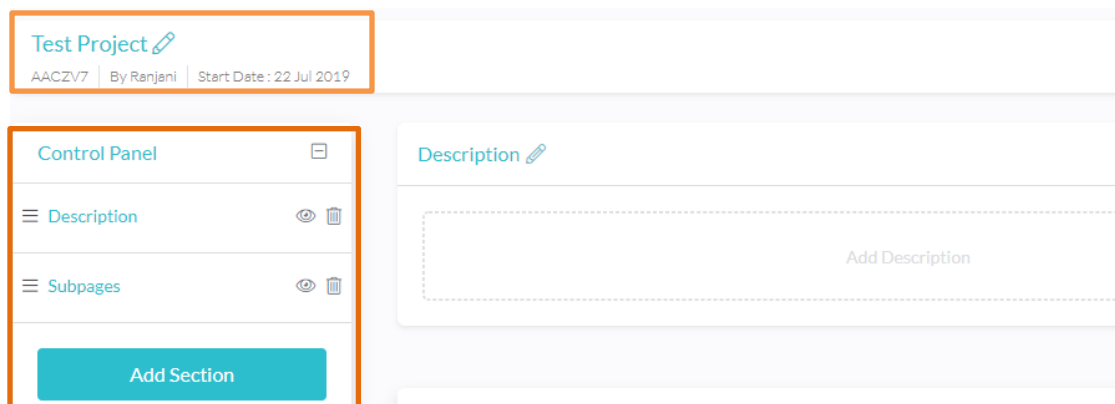 Test Project
AACZV7 By Ranjani Start Date : 22 Jul 2019
Control Panel
Description
Subpages
Add Section
Description
Add Description